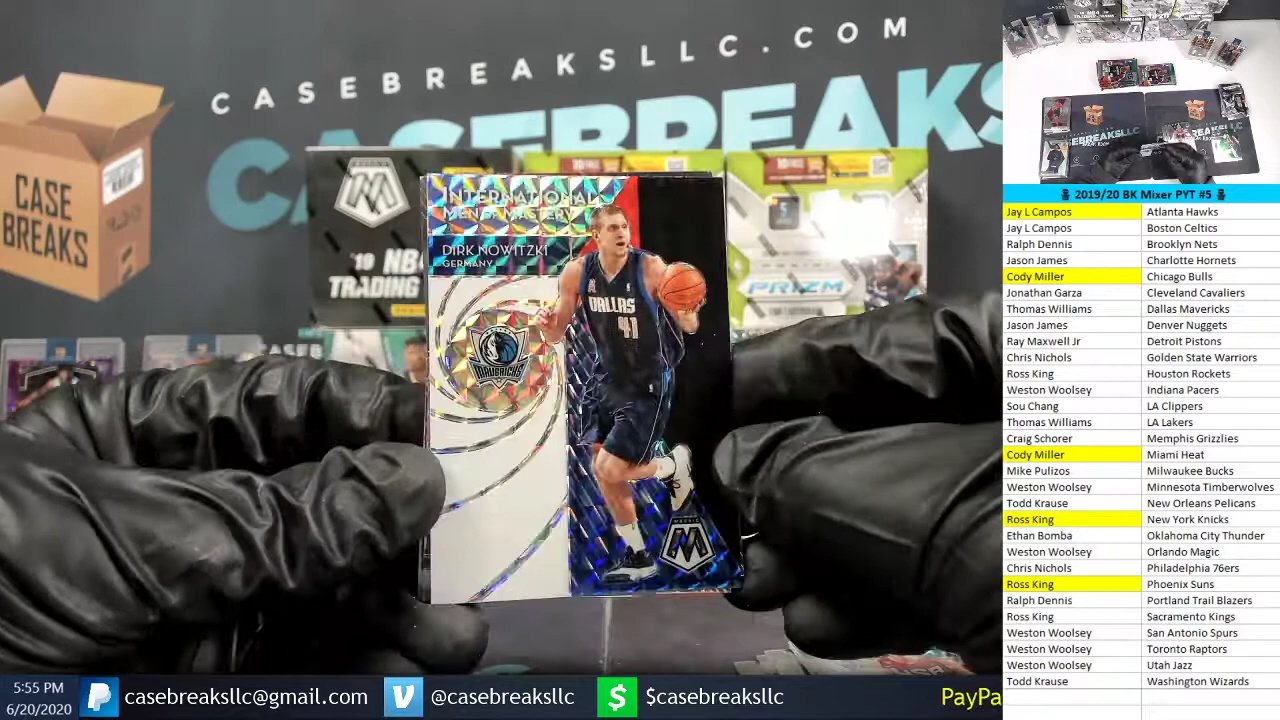 CASEBREAKSLLC.COM
CASEBREAKS
CASE
BREAKS
MOSAIC
'19 NBA
TRADING
PRIZM
INTERNATIONAL
MEN OF MASTERY
DIRK NOWITZKI
GERMANY
DALLAS
41
MAVERICKS
MOSAIC
2019/20 BK Mixer PYT #5
Jay L Campos Atlanta Hawks
Jay L Campos Boston Celtics
Ralph Dennis Brooklyn Nets
Jason James Charlotte Hornets
Cody Miller Chicago Bulls
Jonathan Garza Cleveland Cavaliers
Thomas Williams Dallas Mavericks
Jason James Denver Nuggets
Ray Maxwell Jr Detroit Pistons
Chris Nichols Golden State Warriors
Ross King Houston Rockets
Weston Woolsey Indiana Pacers
Sou Chang LA Clippers
Thomas Williams LA Lakers
Craig Schorer Memphis Grizzlies
Cody Miller Miami Heat
Mike Pulizos Milwaukee Bucks
Weston Woolsey Minnesota Timberwolves
Todd Krause New Orleans Pelicans
Ross King New York Knicks
Ethan Bomba Oklahoma City Thunder
Weston Woolsey Orlando Magic
Chris Nichols Philadelphia 76ers
Ross King Phoenix Suns
Ralph Dennis Portland Trail Blazers
Ross King Sacramento Kings
Weston Woolsey San Antonio Spurs
Weston Woolsey Toronto Raptors
Weston Woolsey Utah Jazz
Todd Krause Washington Wizards
5:55 PM
6/20/2020
casebreaksllc@gmail.com
@casebreaksllc
$casebreaksllc
PayPa